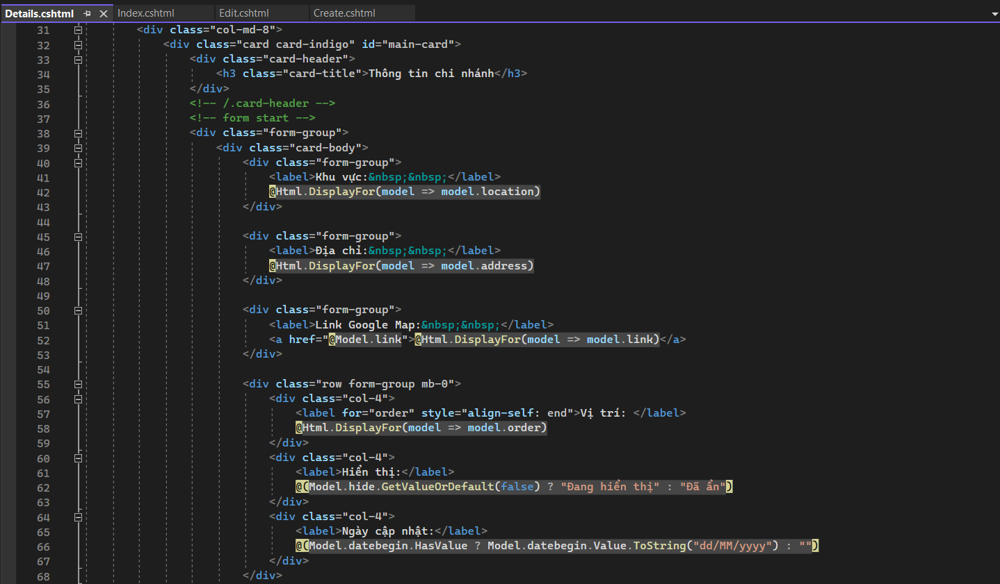 Details.cshtml Index.cshtml Edit.cshtml Create.cshtml
31 <div class="col-md-8">
32 <div class="card card-indigo" id="main-card">
33 <div class="card-header">
34 <h3 class="card-title">Thông tin chi nhánh</h3>
35 </div>
36 <!-- /.card-header -->
37 <!-- form start -->
38 <div class="form-group">
39 <div class="card-body">
40 <div class="form-group">
41 <label>Khu vực:&nbsp;&nbsp;</label>
42 @Html.DisplayFor(model => model.location)
43 </div>
44
45 <div class="form-group">
46 <label>Địa chỉ:&nbsp;&nbsp;</label>
47 @Html.DisplayFor(model => model.address)
48 </div>
49
50 <div class="form-group">
51 <label>Link Google Map:&nbsp;&nbsp;</label>
52 <a href="@Model.link">@Html.DisplayFor(model => model.link)</a>
53 </div>
54
55 <div class="row form-group mb-0">
56 <div class="col-4">
57 <label for="order" style="align-self: end">Vị trí: </label>
58 @Html.DisplayFor(model => model.order)
59 </div>
60 <div class="col-4">
61 <label>Hiển thị:</label>
62 @(Model.hide.GetValueOrDefault(false) ? "Đang hiển thị" : "Đã ẩn")
63 </div>
64 <div class="col-4">
65 <label>Ngày cập nhật:</label>
66 @(Model.datebegin.HasValue ? Model.datebegin.Value.ToString("dd/MM/yyyy") : "")
67 </div>
68 </div>